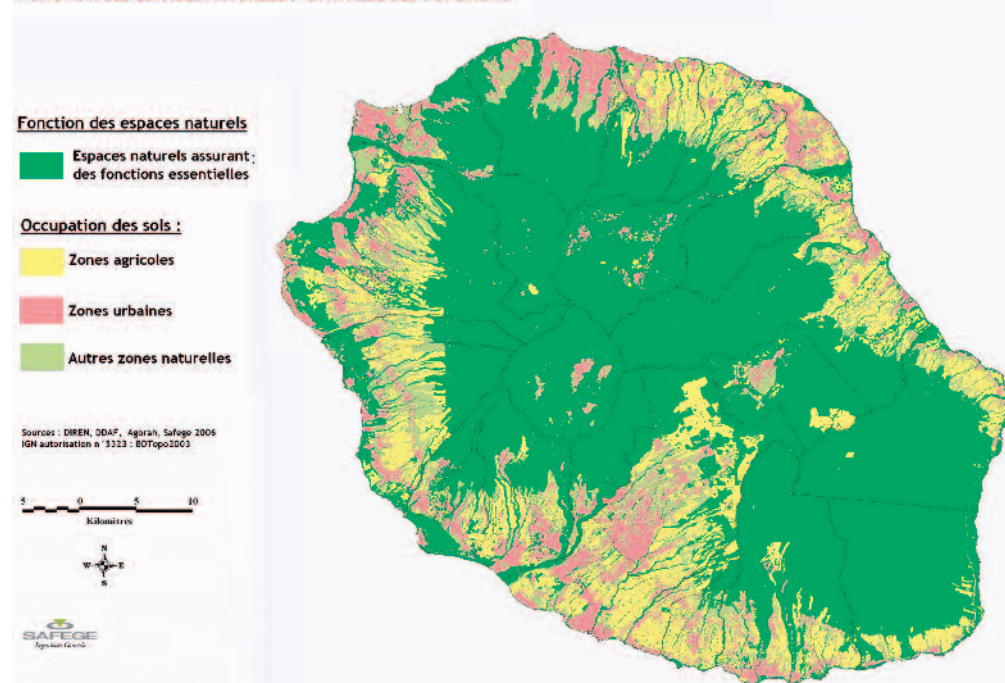 Fonction des espaces naturels
Espaces naturels assurant :
des fonctions essentielles
Occupation des sols :
Zones agricoles
Zones urbaines
Autres zones naturelles
Sources : DIREN, DDAF, Agorah, Safege 2006
IGN autorisation n°5323 : BDTopo2003
5 0 5 10
Kilomètres
N
W E
S
SAFEGE